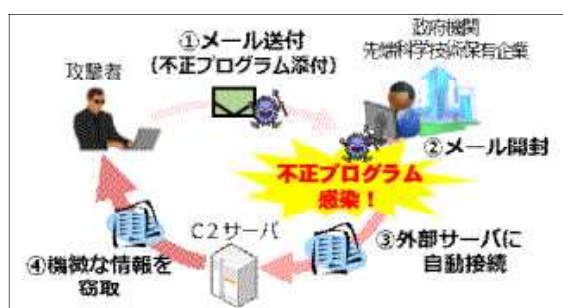 ①メール送付
(不正プログラム添付)
政府機関
先端科学技術保有企業
攻撃者
②メール開封
不正プログラム
感染！
C2サーバ
③外部サーバに
自動接続
④機微な情報を
窃取